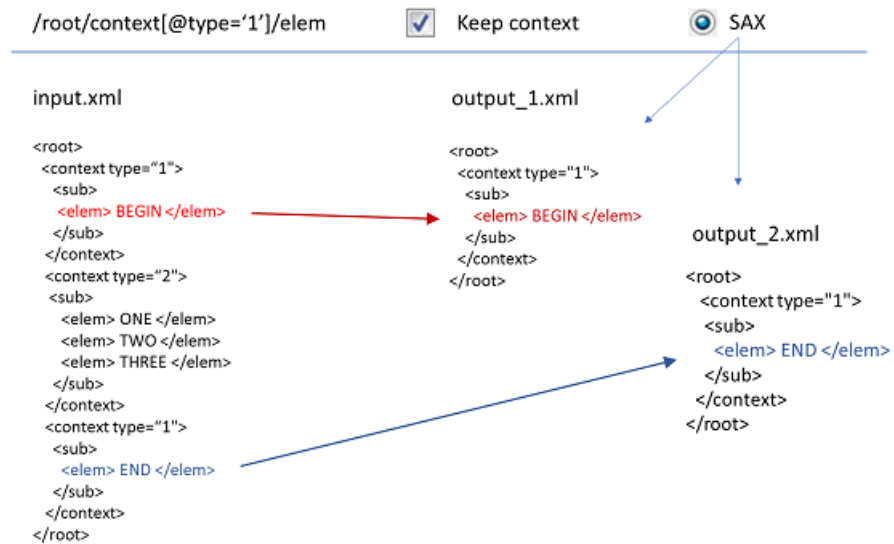 /root/context[@type=‘1’]/elem
Keep context
SAX
input.xml
<root>
<context type=“1">
<sub>
<elem> BEGIN </elem>
</sub>
</context>
<context type=“2">
<sub>
<elem> ONE </elem>
<elem> TWO </elem>
<elem> THREE </elem>
</sub>
</context>
<context type=“1">
<sub>
<elem> END </elem>
</sub>
</context>
</root>
output_1.xml
<root>
<context type="1">
<sub>
<elem> BEGIN </elem>
</sub>
</context>
</root>
output_2.xml
<root>
<context type="1">
<sub>
<elem> END </elem>
</sub>
</context>
</root>